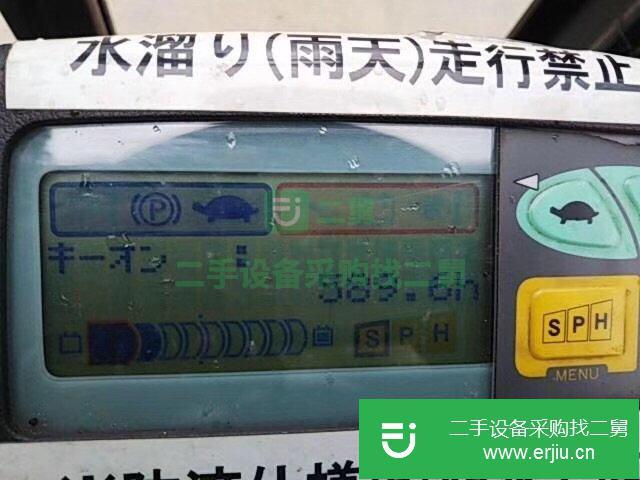 水溜り(雨天)走行禁止
P
二舅
キーオン :
二手设备采购找二舅
589.6h
S P H
S P H
MENU
二手设备采购找二舅
www.erjiu.cn